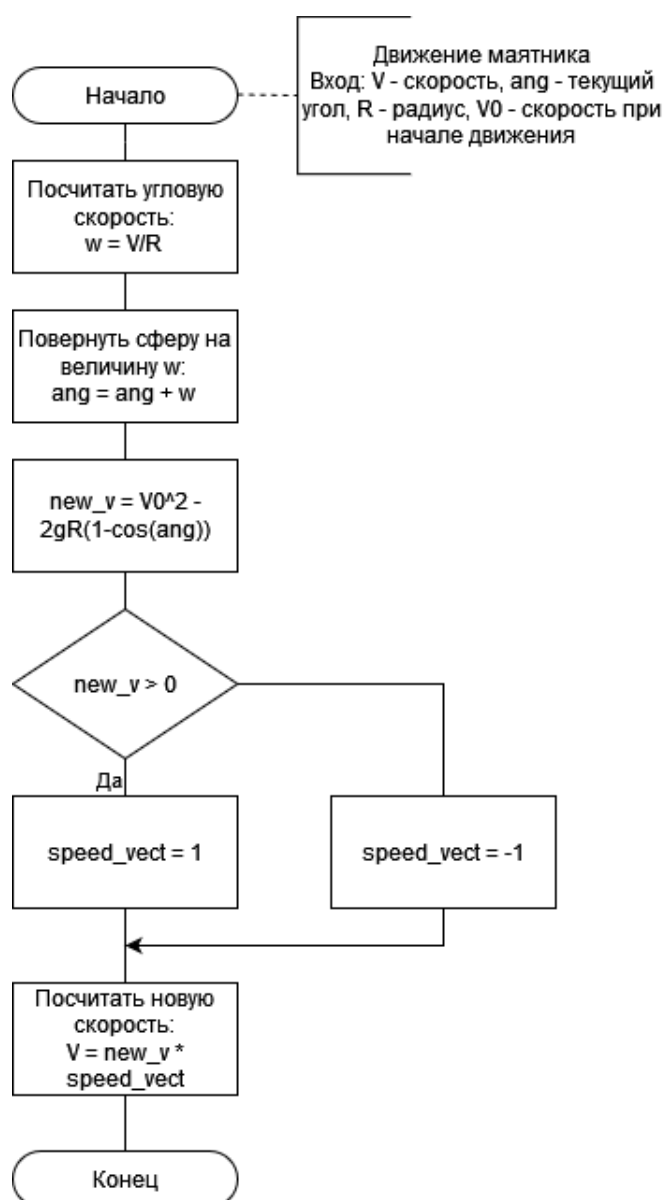 Движение маятника
Вход: V - скорость, ang - текущий
угол, R - радиус, V0 - скорость при
начале движения
Начало
Посчитать угловую
скорость:
w = V/R
Повернуть сферу на
величину w:
ang = ang + w
new_v = V0^2 -
2gR(1-cos(ang))
new_v > 0
Да
speed_vect = 1
speed_vect = -1
Посчитать новую
скорость:
V = new_v *
speed_vect
Конец